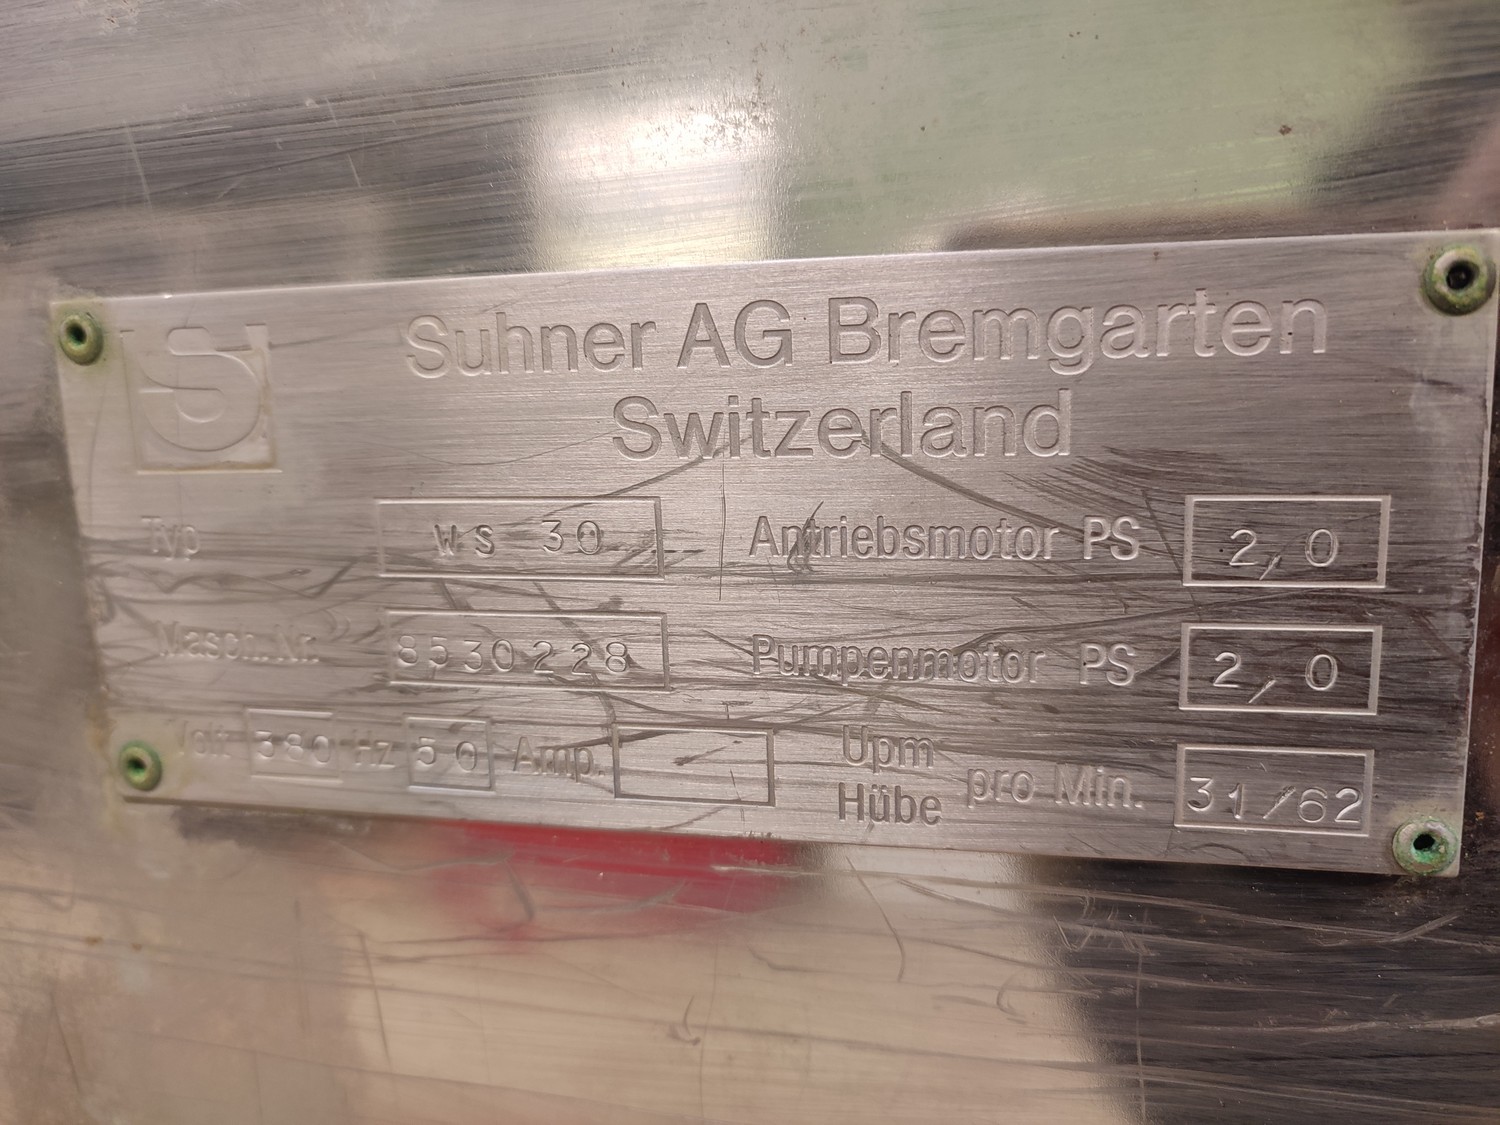 S
Suhner AG Bremgarten
Switzerland
Typ WS 30 Antriebsmotor PS 2,0
Masch.Nr. 8530228 Pumpenmotor PS 2,0
Volt 380 Hz 50 Amp. - Upm
Hübe pro Min. 31/62